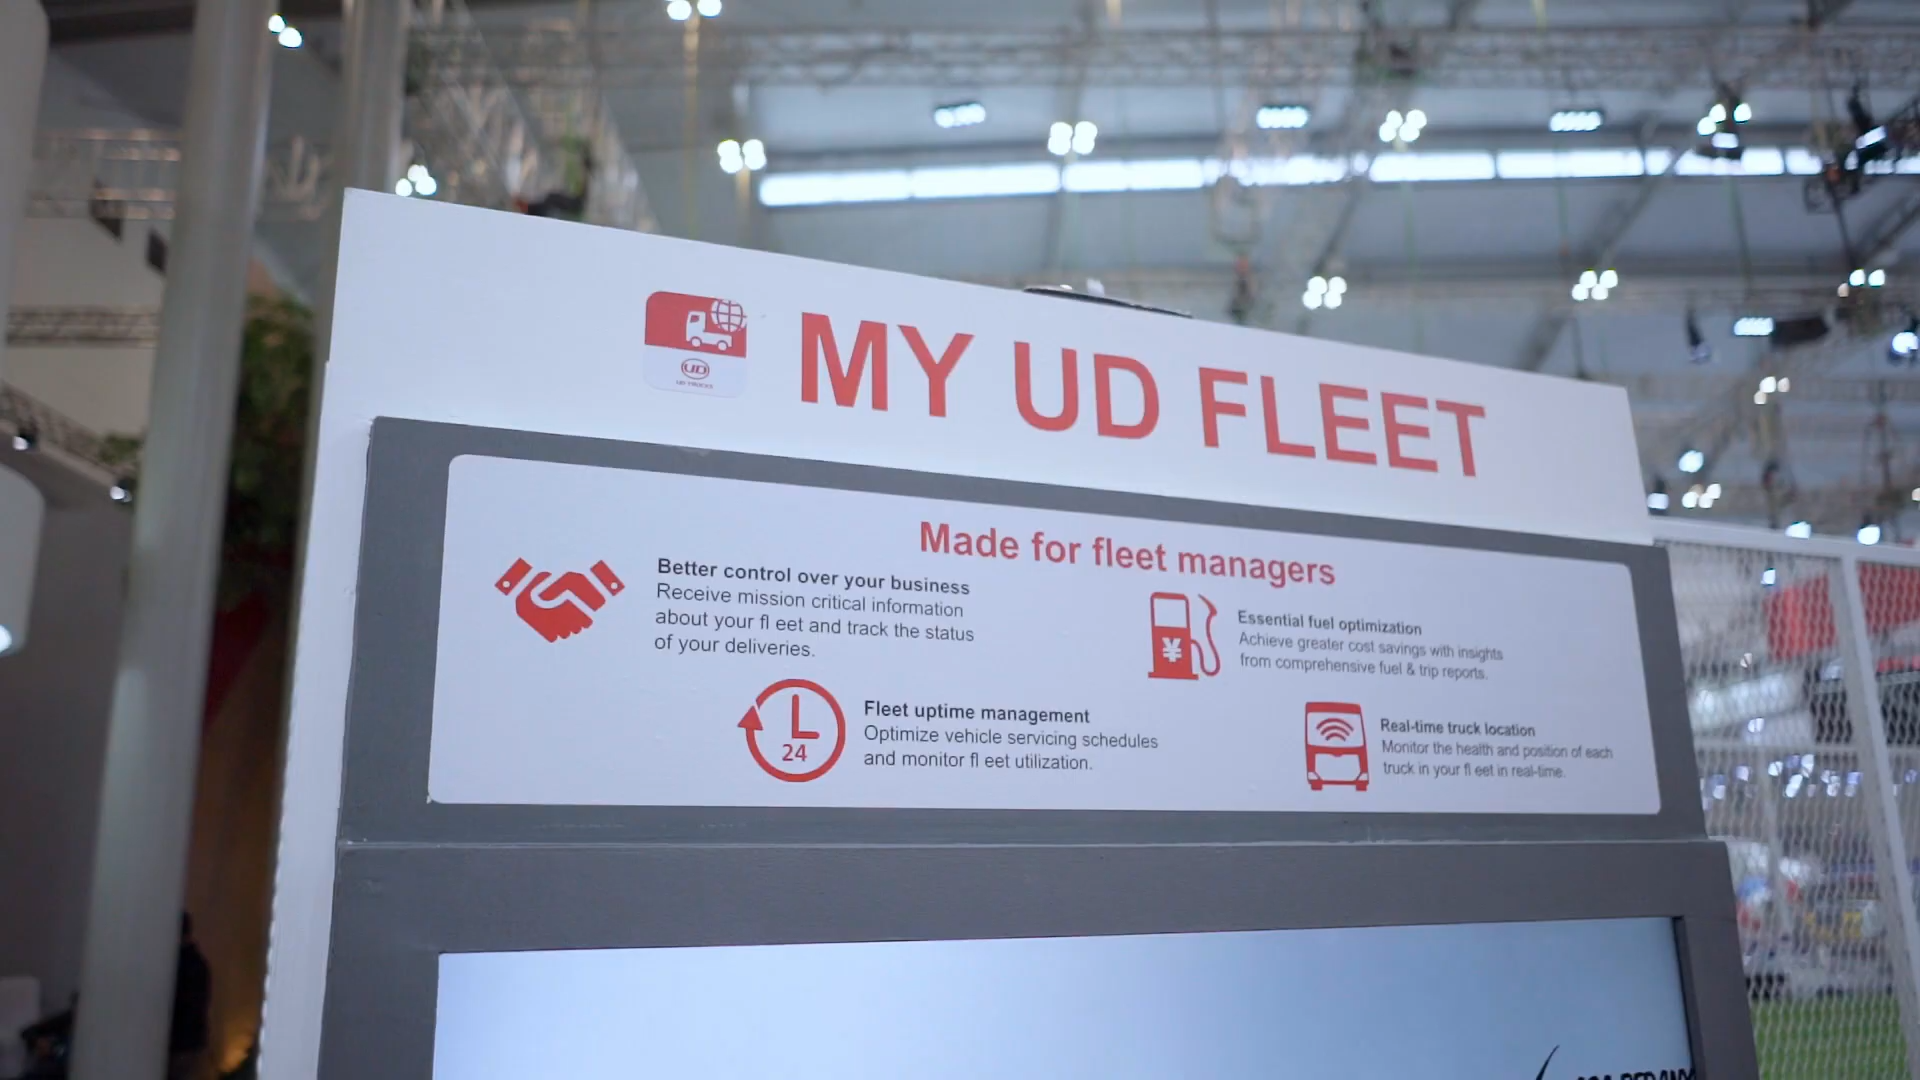 MY UD FLEET
UD
UD TRUCKS
Made for fleet managers
Better control over your business
Receive mission critical information
about your fl eet and track the status
of your deliveries.
¥
Essential fuel optimization
Achieve greater cost savings with insights
from comprehensive fuel & trip reports.
24
Fleet uptime management
Optimize vehicle servicing schedules
and monitor fl eet utilization.
Real-time truck location
Monitor the health and position of each
truck in your fl eet in real-time.